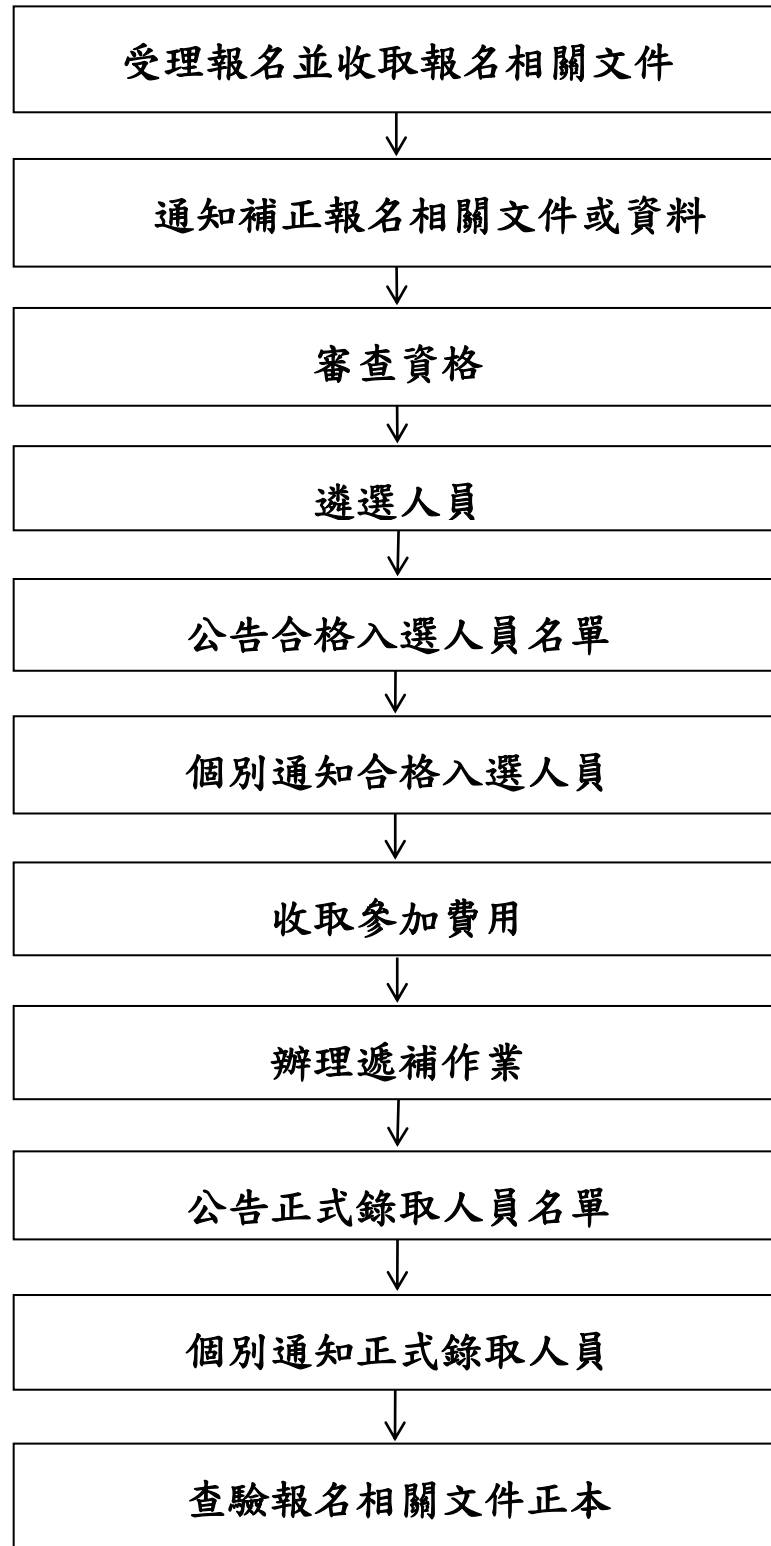 受理報名並收取報名相關文件
通知補正報名相關文件或資料
審查資格
遴選人員
公告合格入選人員名單
個別通知合格入選人員
收取參加費用
辦理遞補作業
公告正式錄取人員名單
個別通知正式錄取人員
查驗報名相關文件正本